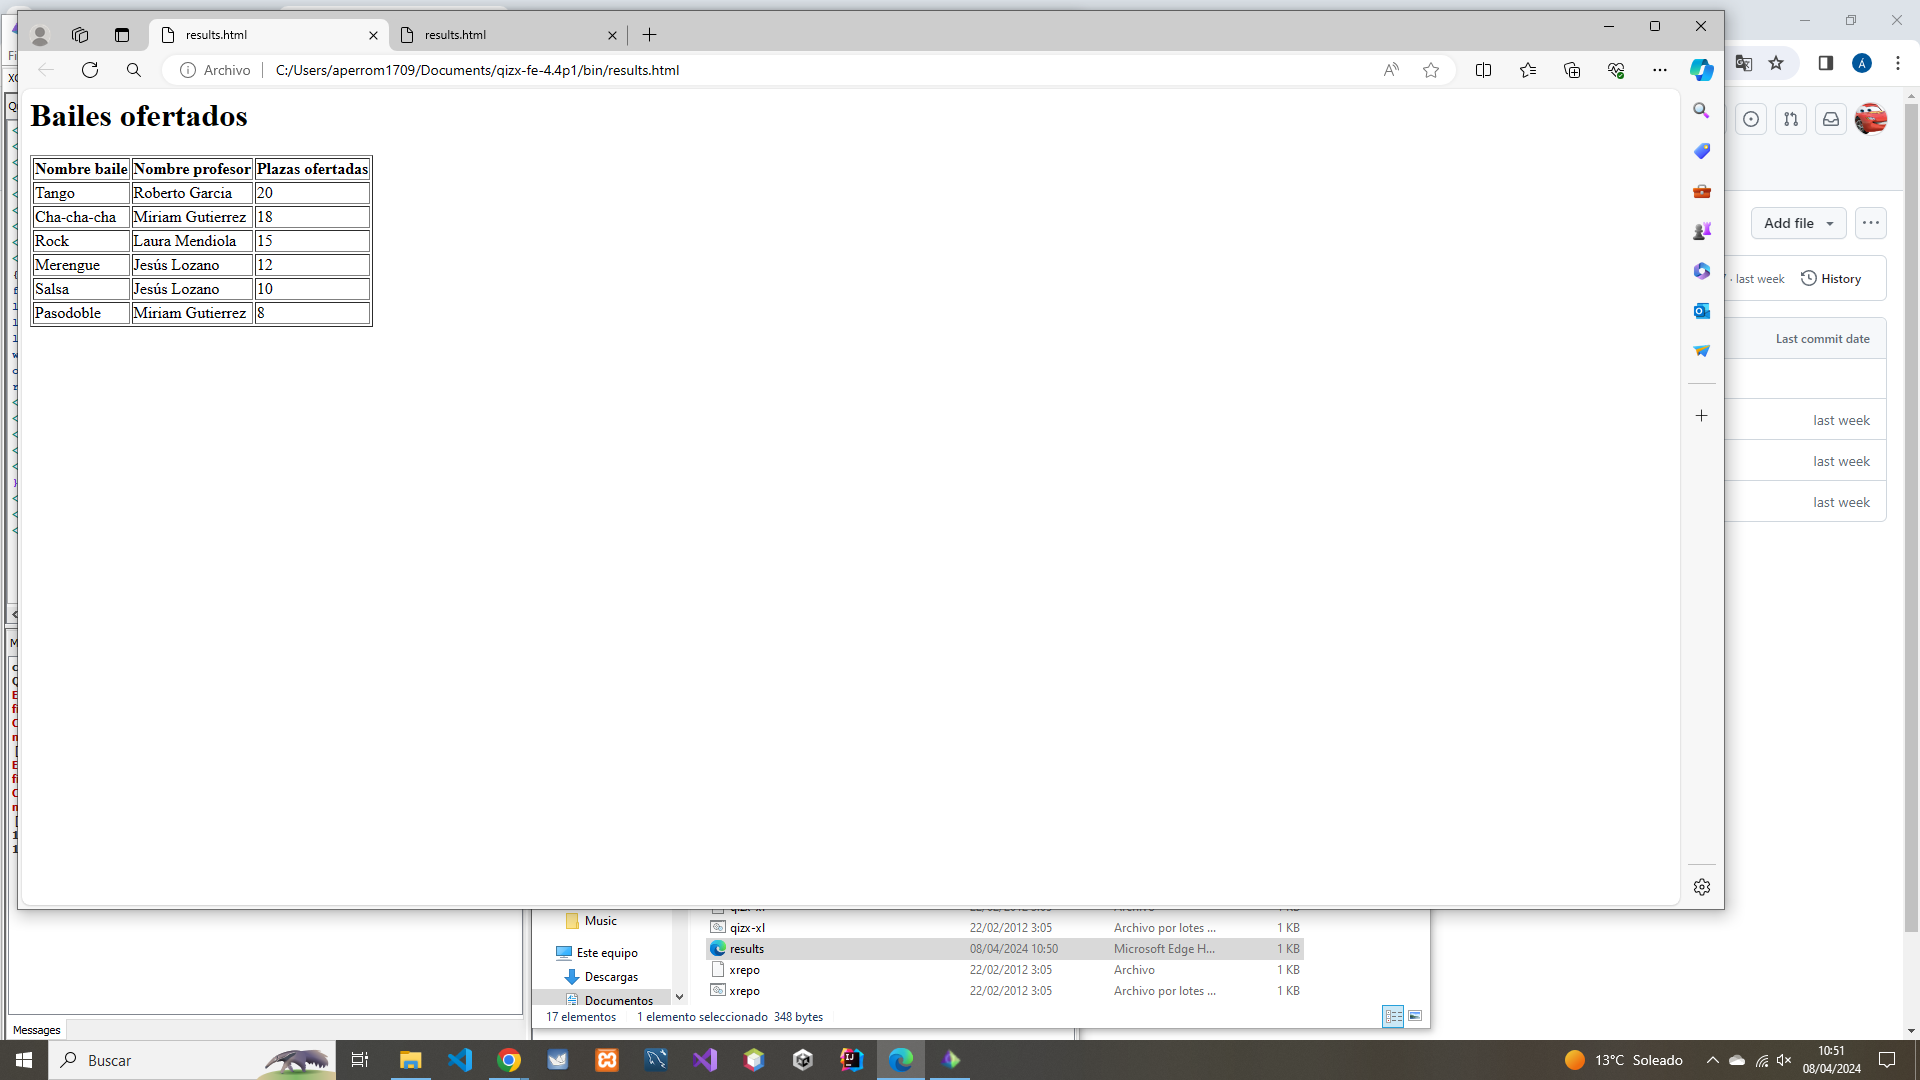 results.html
results.html
Archivo
C:/Users/aperrom1709/Documents/qizx-fe-4.4p1/bin/results.html
Bailes ofertados
Nombre baile Nombre profesor Plazas ofertadas
Tango Roberto Garcia 20
Cha-cha-cha Miriam Gutierrez 18
Rock Laura Mendiola 15
Merengue Jesús Lozano 12
Salsa Jesús Lozano 10
Pasodoble Miriam Gutierrez 8
Add file
last week History
Last commit date
last week
last week
last week
Music
Este equipo
Descargas
Documentos
qizx-xl 22/02/2012 3:05 Archivo por lotes ... 1 KB
results 08/04/2024 10:50 Microsoft Edge H... 1 KB
xrepo 22/02/2012 3:05 Archivo 1 KB
xrepo 22/02/2012 3:05 Archivo por lotes ... 1 KB
17 elementos 1 elemento seleccionado 348 bytes
Messages
Buscar
13°C Soleado
10:51
08/04/2024